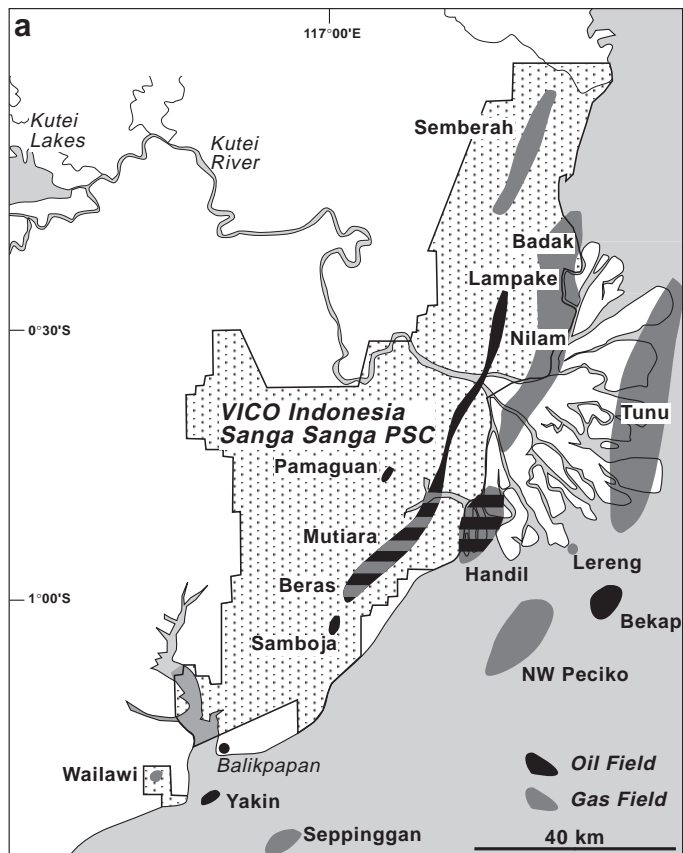 a
117°00'E
Kutei
Lakes
Kutei
River
Semberah
Badak
Lampake
0°30'S
Nilam
VICO Indonesia
Sanga Sanga PSC
Tunu
Pamaguan
Mutiara
Beras
Handil
Lereng
1°00'S
Samboja
Bekap
NW Peciko
Balikpapan
Wailawi
Yakin
Seppinggan
Oil Field
Gas Field
40 km